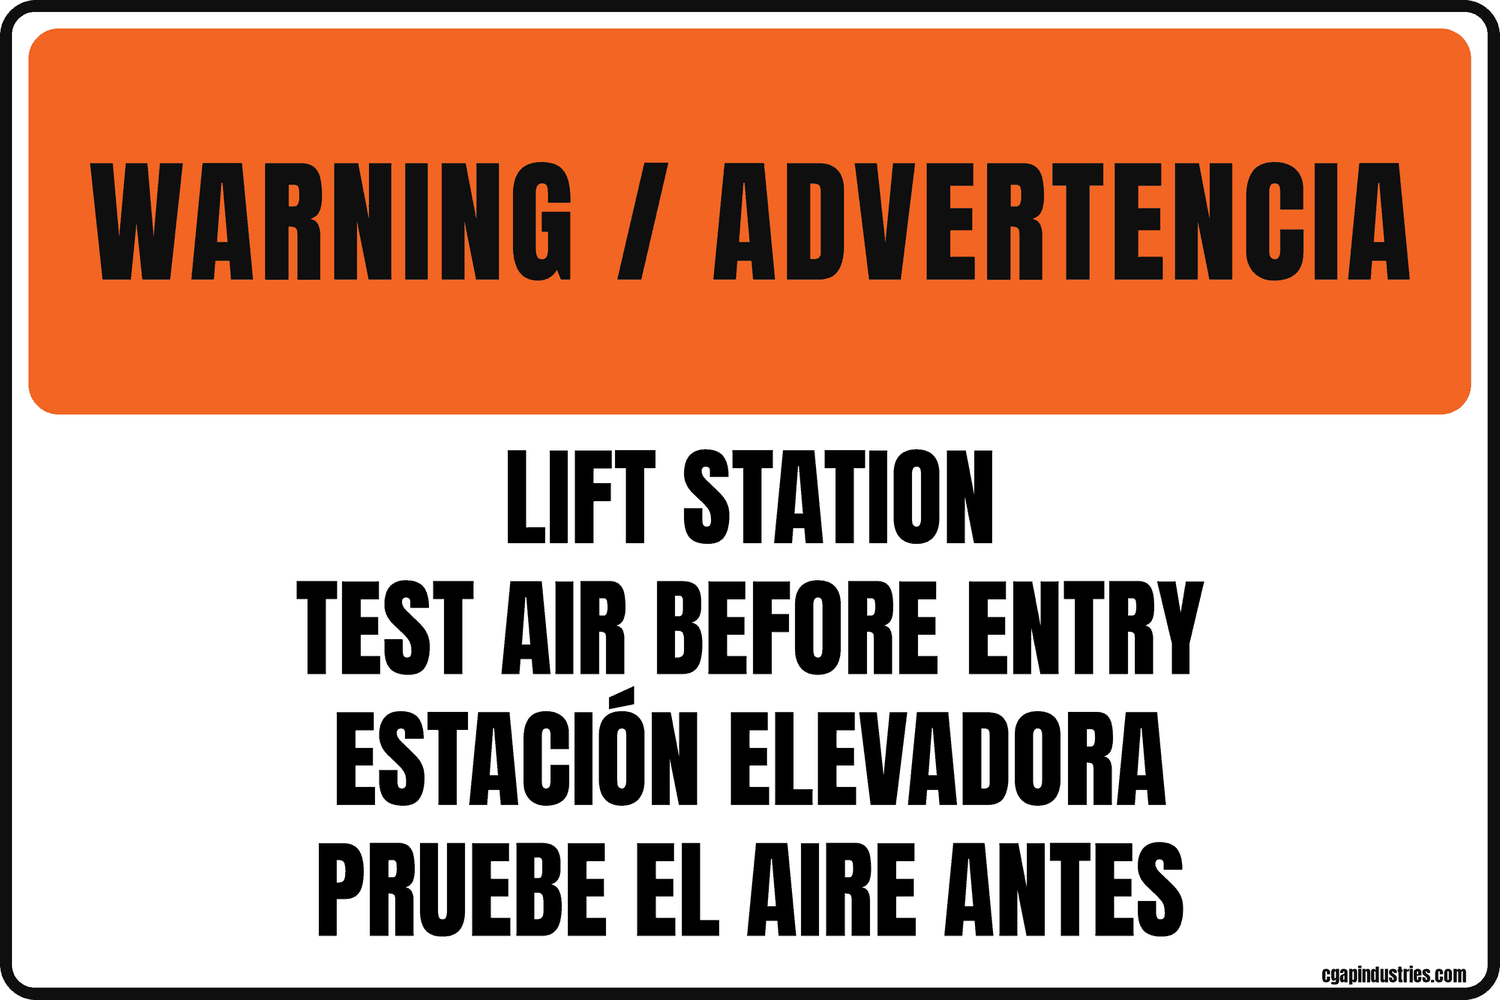 WARNING / ADVERTENCIA
LIFT STATION
TEST AIR BEFORE ENTRY
ESTACIÓN ELEVADORA
PRUEBE EL AIRE ANTES
cgapindustries.com